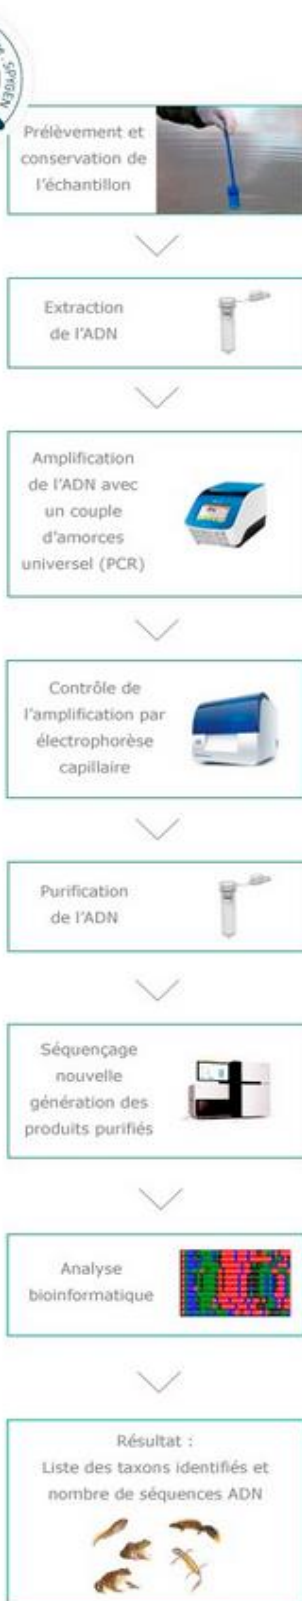 SPYGEN
Prélèvement et
conservation de
l'échantillon
Extraction
de l'ADN
Amplification
de l'ADN avec
un couple
d'amorces
universel (PCR)
Contrôle de
l'amplification par
électrophorèse
capillaire
Purification
de l'ADN
Séquençage
nouvelle
génération des
produits purifiés
Analyse
bioinformatique
Résultat :
Liste des taxons identifiés et
nombre de séquences ADN